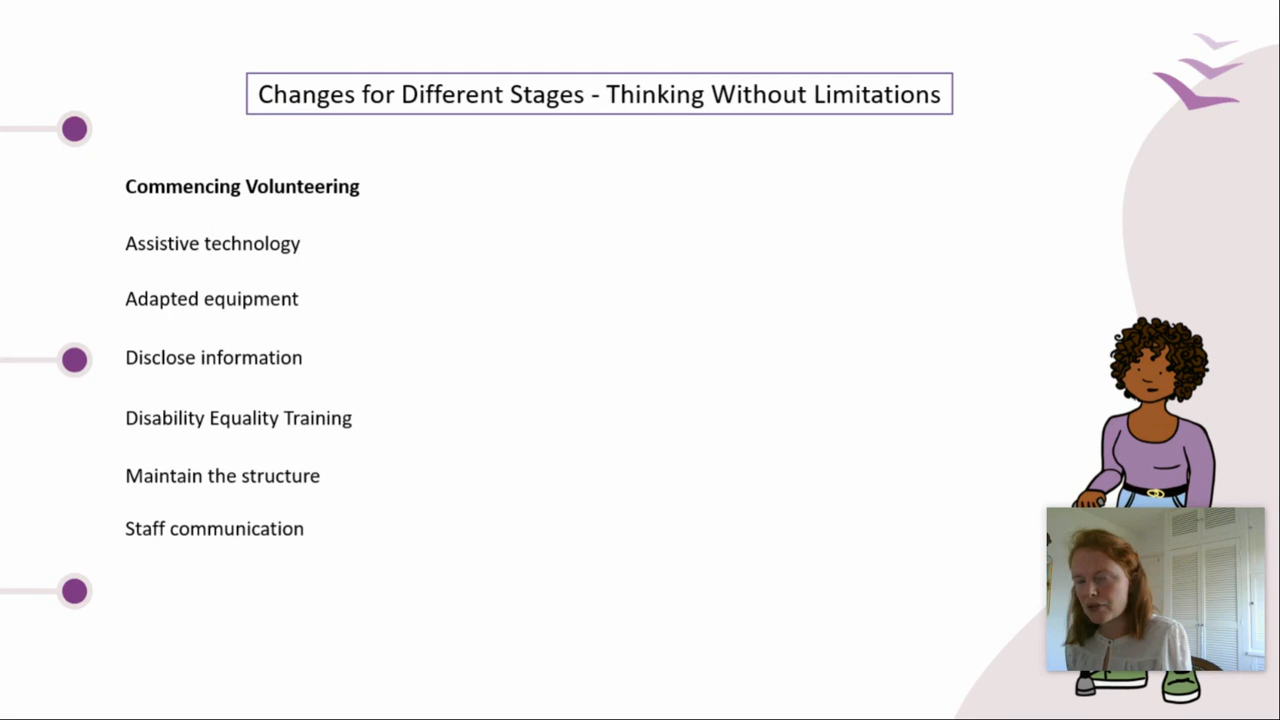 Changes for Different Stages - Thinking Without Limitations
Commencing Volunteering
Assistive technology
Adapted equipment
Disclose information
Disability Equality Training
Maintain the structure
Staff communication